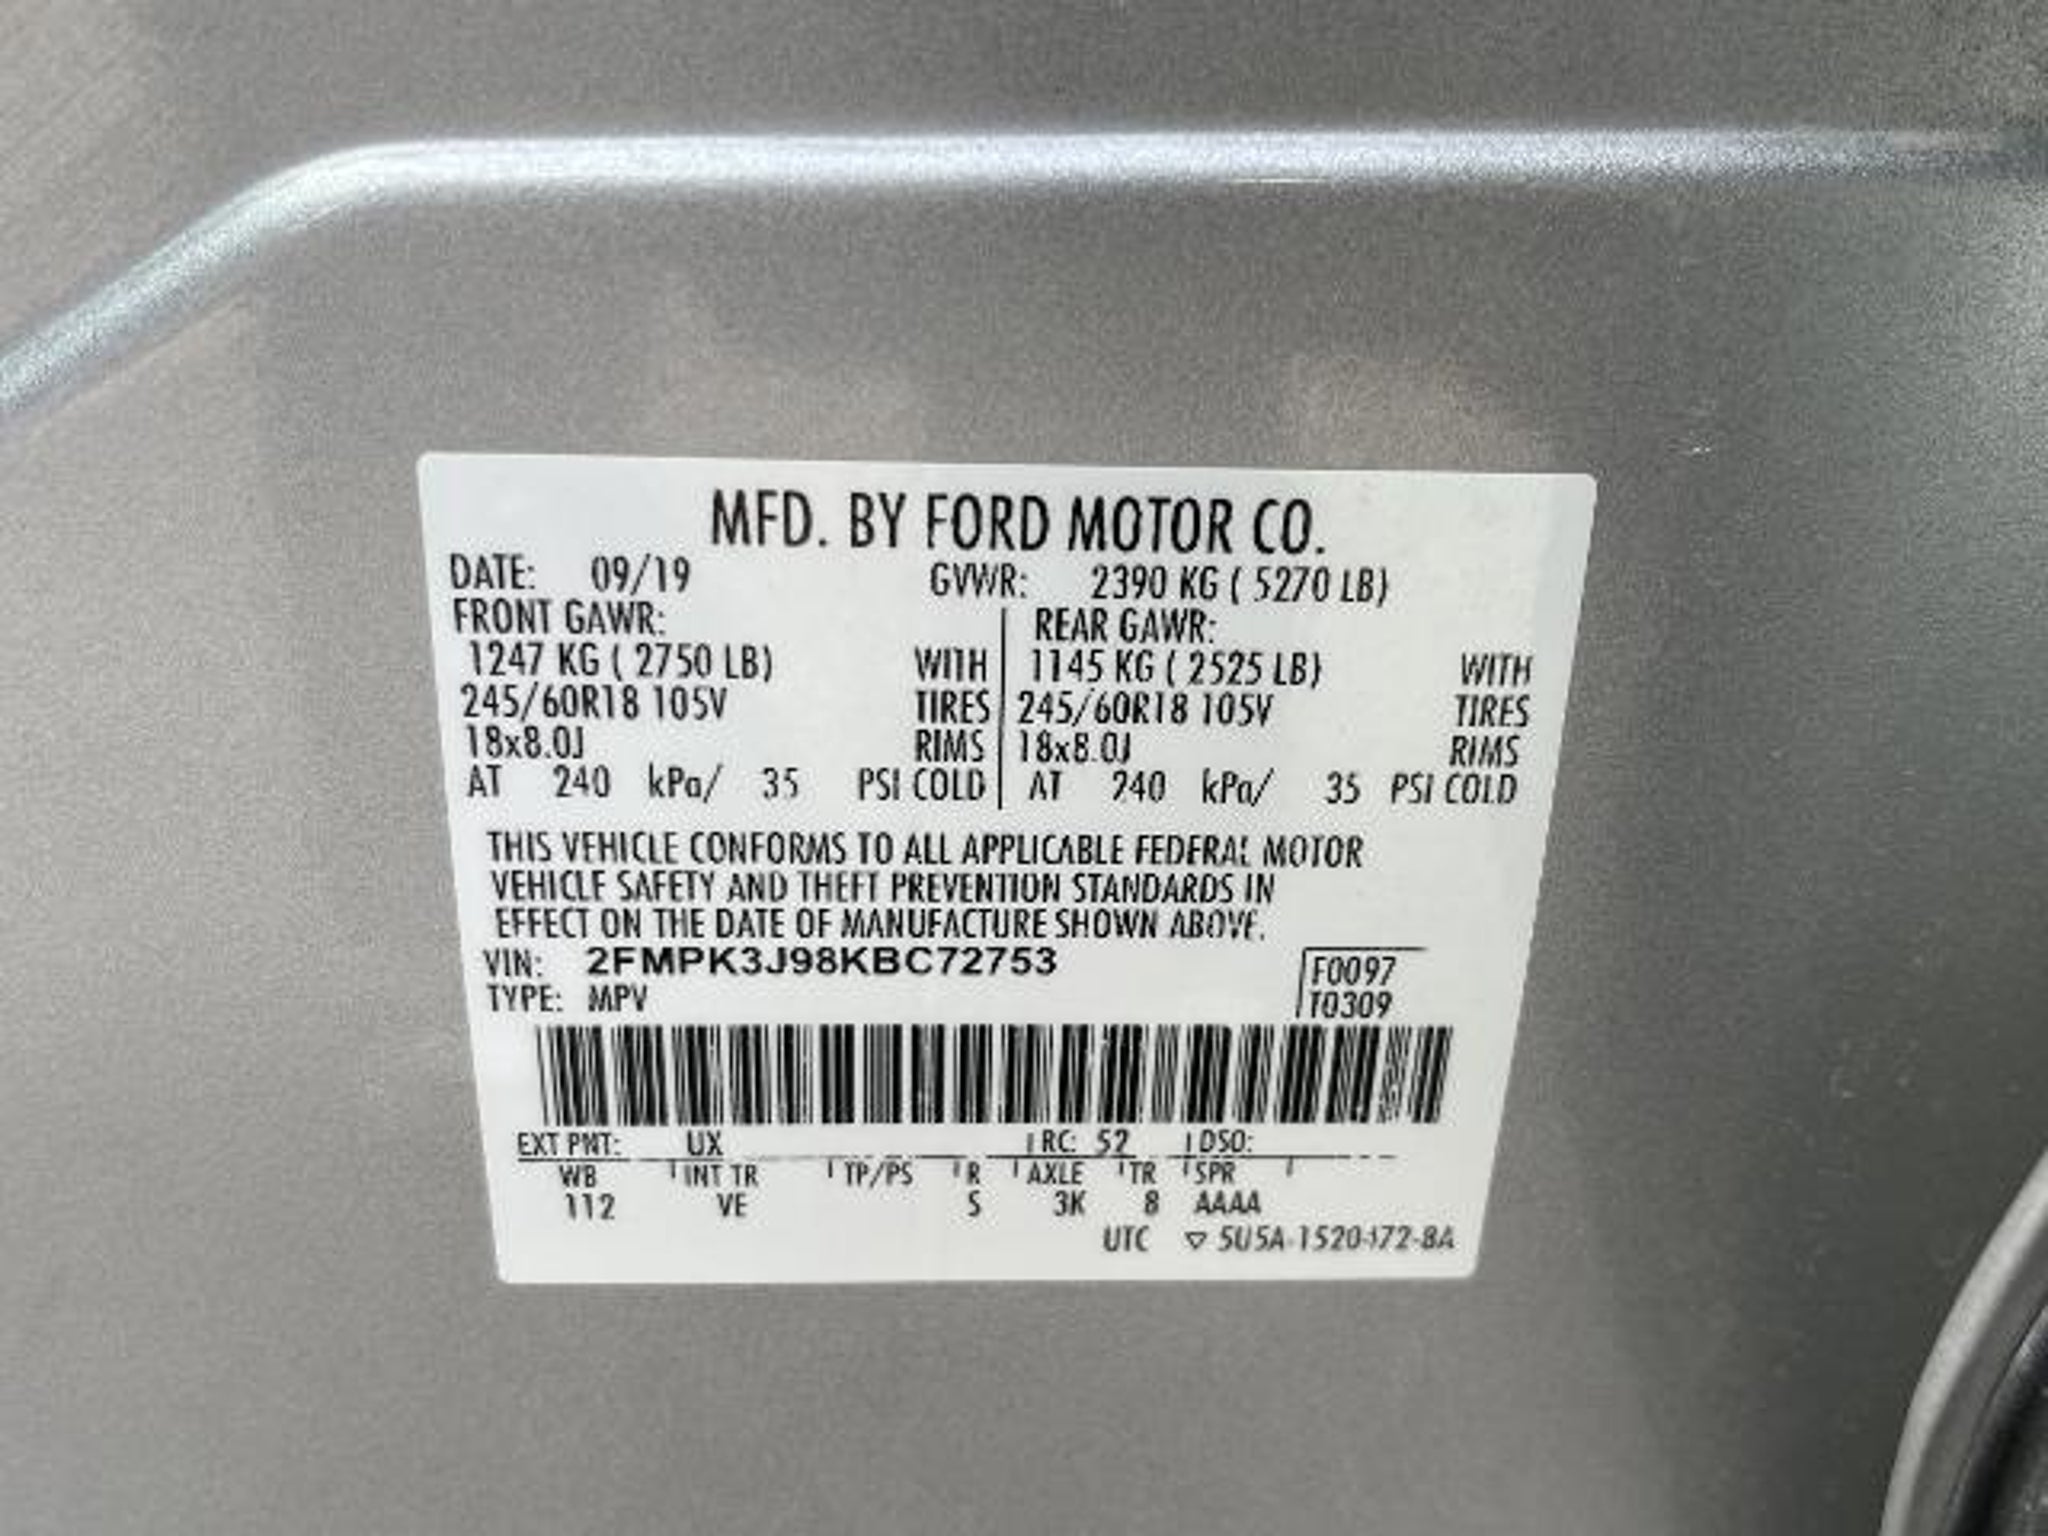 MFD. BY FORD MOTOR CO.
DATE: 09/19 GVWR: 2390 KG ( 5270 LB)
FRONT GAWR: REAR GAWR:
1247 KG ( 2750 LB) WITH 1145 KG ( 2525 LB) WITH
245/60R18 105V TIRES 245/60R18 105V TIRES
18x8.0J RIMS 18x8.0J RIMS
AT 240 kPa/ 35 PSI COLD AT 240 kPa/ 35 PSI COLD
THIS VEHICLE CONFORMS TO ALL APPLICABLE FEDERAL MOTOR
VEHICLE SAFETY AND THEFT PREVENTION STANDARDS IN
EFFECT ON THE DATE OF MANUFACTURE SHOWN ABOVE.
VIN: 2FMPK3J98KBC72753
F0097
TYPE: MPV T0309
EXT PNT: UX RC: 52 DSO:
WB INT TR TP/PS R AXLE TR SPR
112 VE S 3K 8 AAAA
UTC ▽ 5U5A-1520472-BA